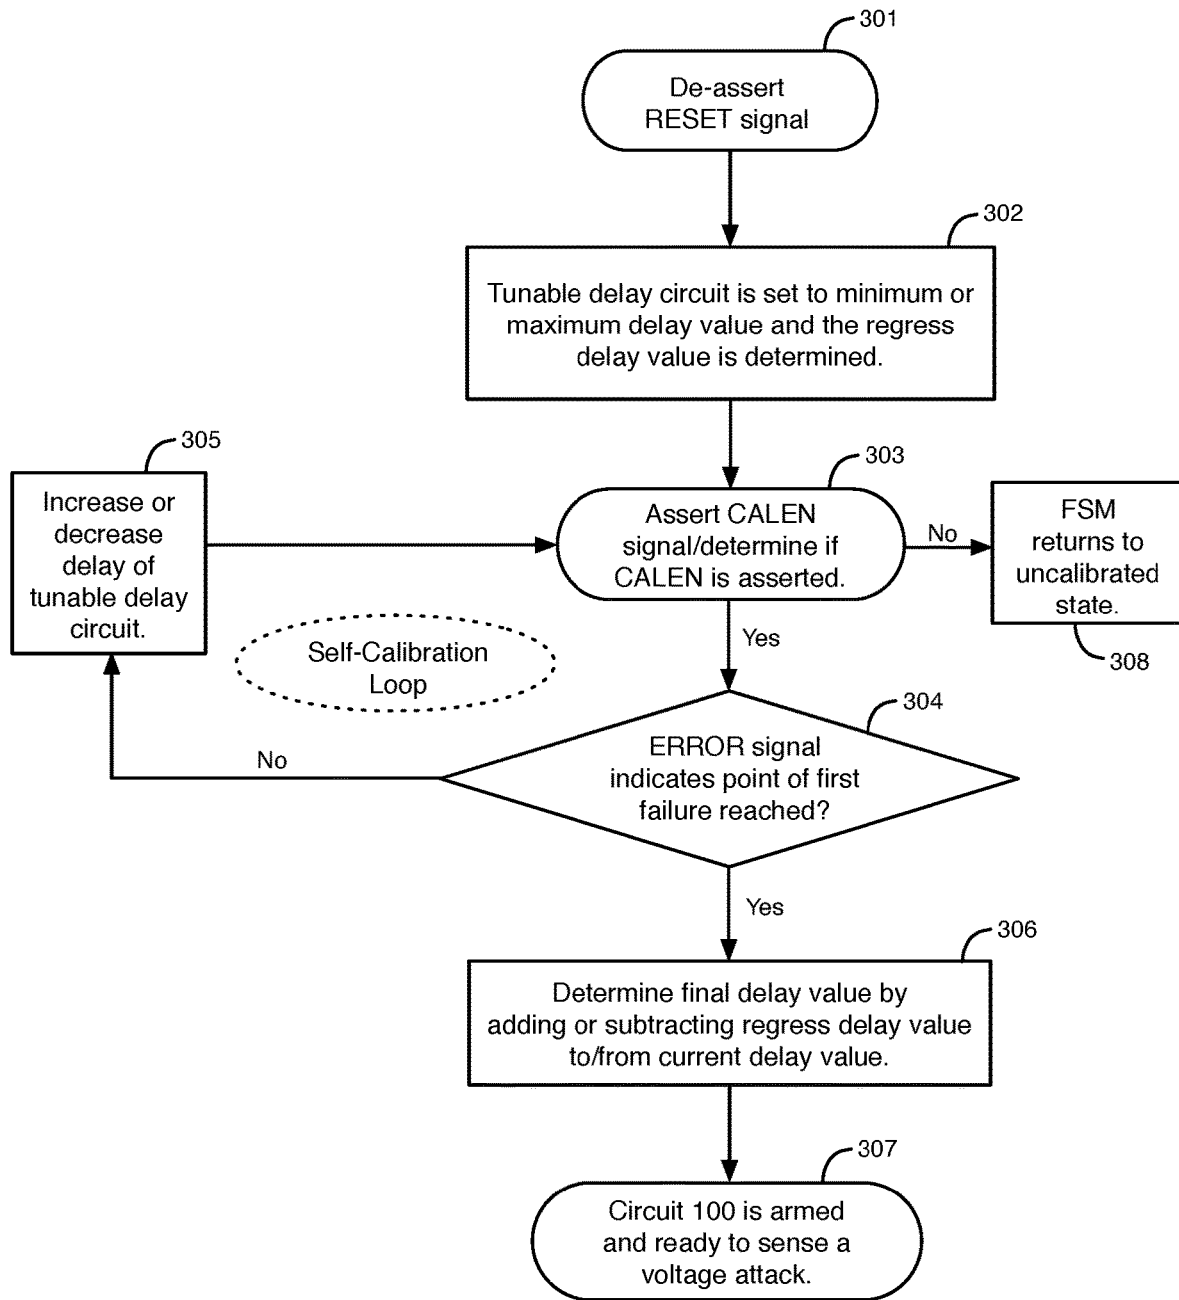 301
De-assert
RESET signal
302
Tunable delay circuit is set to minimum or
maximum delay value and the regress
delay value is determined.
305
Increase or
decrease
delay of
tunable delay
circuit.
303
Assert CALEN
signal/determine if
CALEN is asserted.
No
FSM
returns to
uncalibrated
state.
308
Yes
Self-Calibration
Loop
304
ERROR signal
indicates point of first
failure reached?
No
Yes
306
Determine final delay value by
adding or subtracting regress delay value
to/from current delay value.
307
Circuit 100 is armed
and ready to sense a
voltage attack.